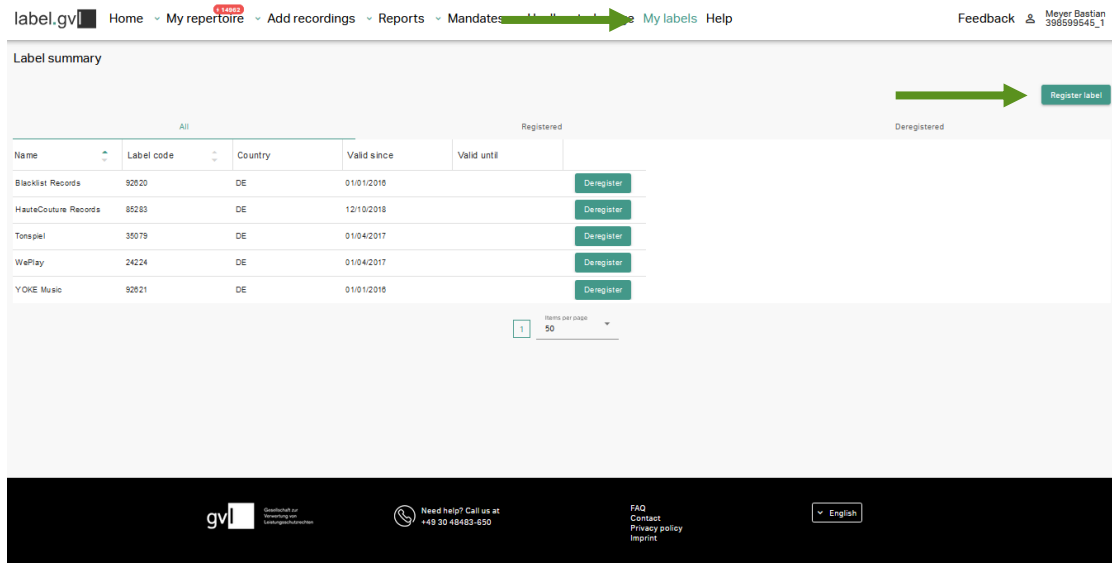 label.gvl Home My repertoire 14962 Add recordings Reports Mandates My labels Help Feedback Meyer Bastian
398599545_1
Label summary
Register label
All Registered Deregistered
Name Label code Country Valid since Valid until
Blacklist Records 92620 DE 01/01/2016 Deregister
HauteCouture Records 85283 DE 12/10/2018 Deregister
Tonspiel 35079 DE 01/04/2017 Deregister
WePlay 24224 DE 01/04/2017 Deregister
YOKE Music 92621 DE 01/01/2016 Deregister
1 Items per page
50
gvl Gesellschaft zur
Verwertung von
Leistungsschutzrechten
Need help? Call us at
+49 30 48483-650
FAQ
Contact
Privacy policy
Imprint
English